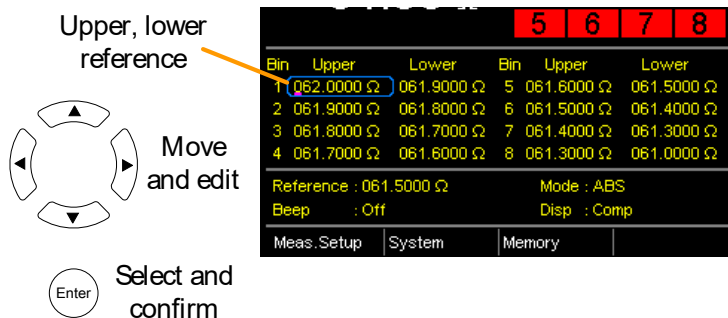 Upper, lower
reference
5 6 7 8
Bin Upper Lower Bin Upper Lower
1 062.0000 Ω 061.9000 Ω 5 061.6000 Ω 061.5000 Ω
2 061.9000 Ω 061.8000 Ω 6 061.5000 Ω 061.4000 Ω
3 061.8000 Ω 061.7000 Ω 7 061.4000 Ω 061.3000 Ω
4 061.7000 Ω 061.6000 Ω 8 061.3000 Ω 061.0000 Ω
Move
and edit
Reference : 061.5000 Ω Mode : ABS
Beep : Off Disp : Comp
Meas.Setup System Memory
Enter
Select and
confirm